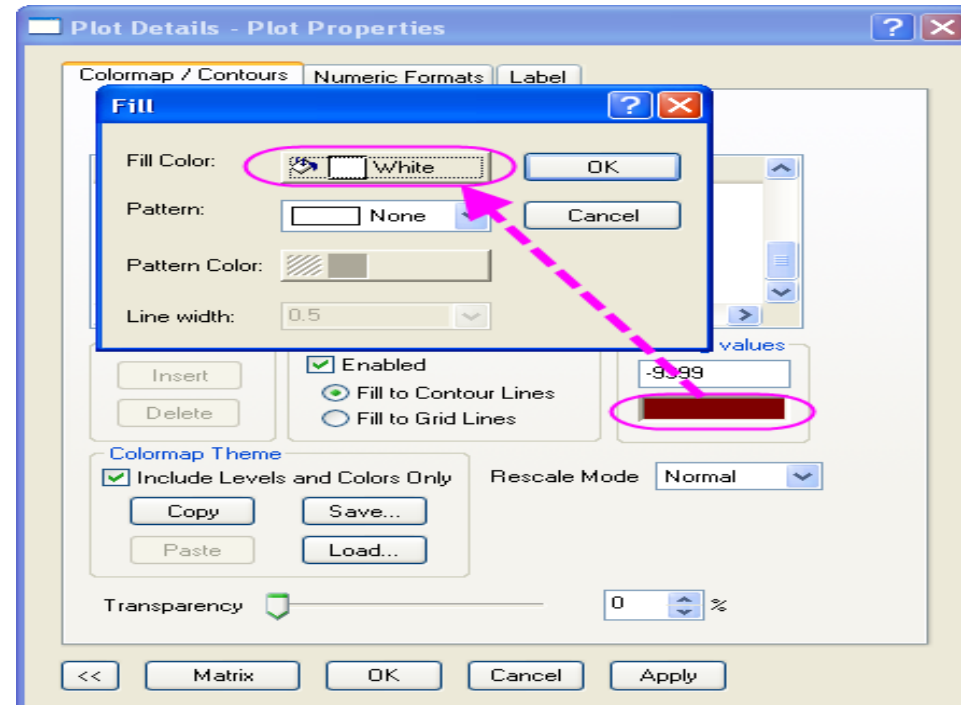 Plot Details - Plot Properties
Colormap / Contours Numeric Formats Label
Fill
Fill Color: White OK
Pattern: None Cancel
Pattern Color:
Line width: 0.5
values
Insert Enabled -9999
Fill to Contour Lines
Delete Fill to Grid Lines
Colormap Theme
Include Levels and Colors Only Rescale Mode Normal
Copy Save...
Paste Load...
Transparency 0 %
<< Matrix OK Cancel Apply